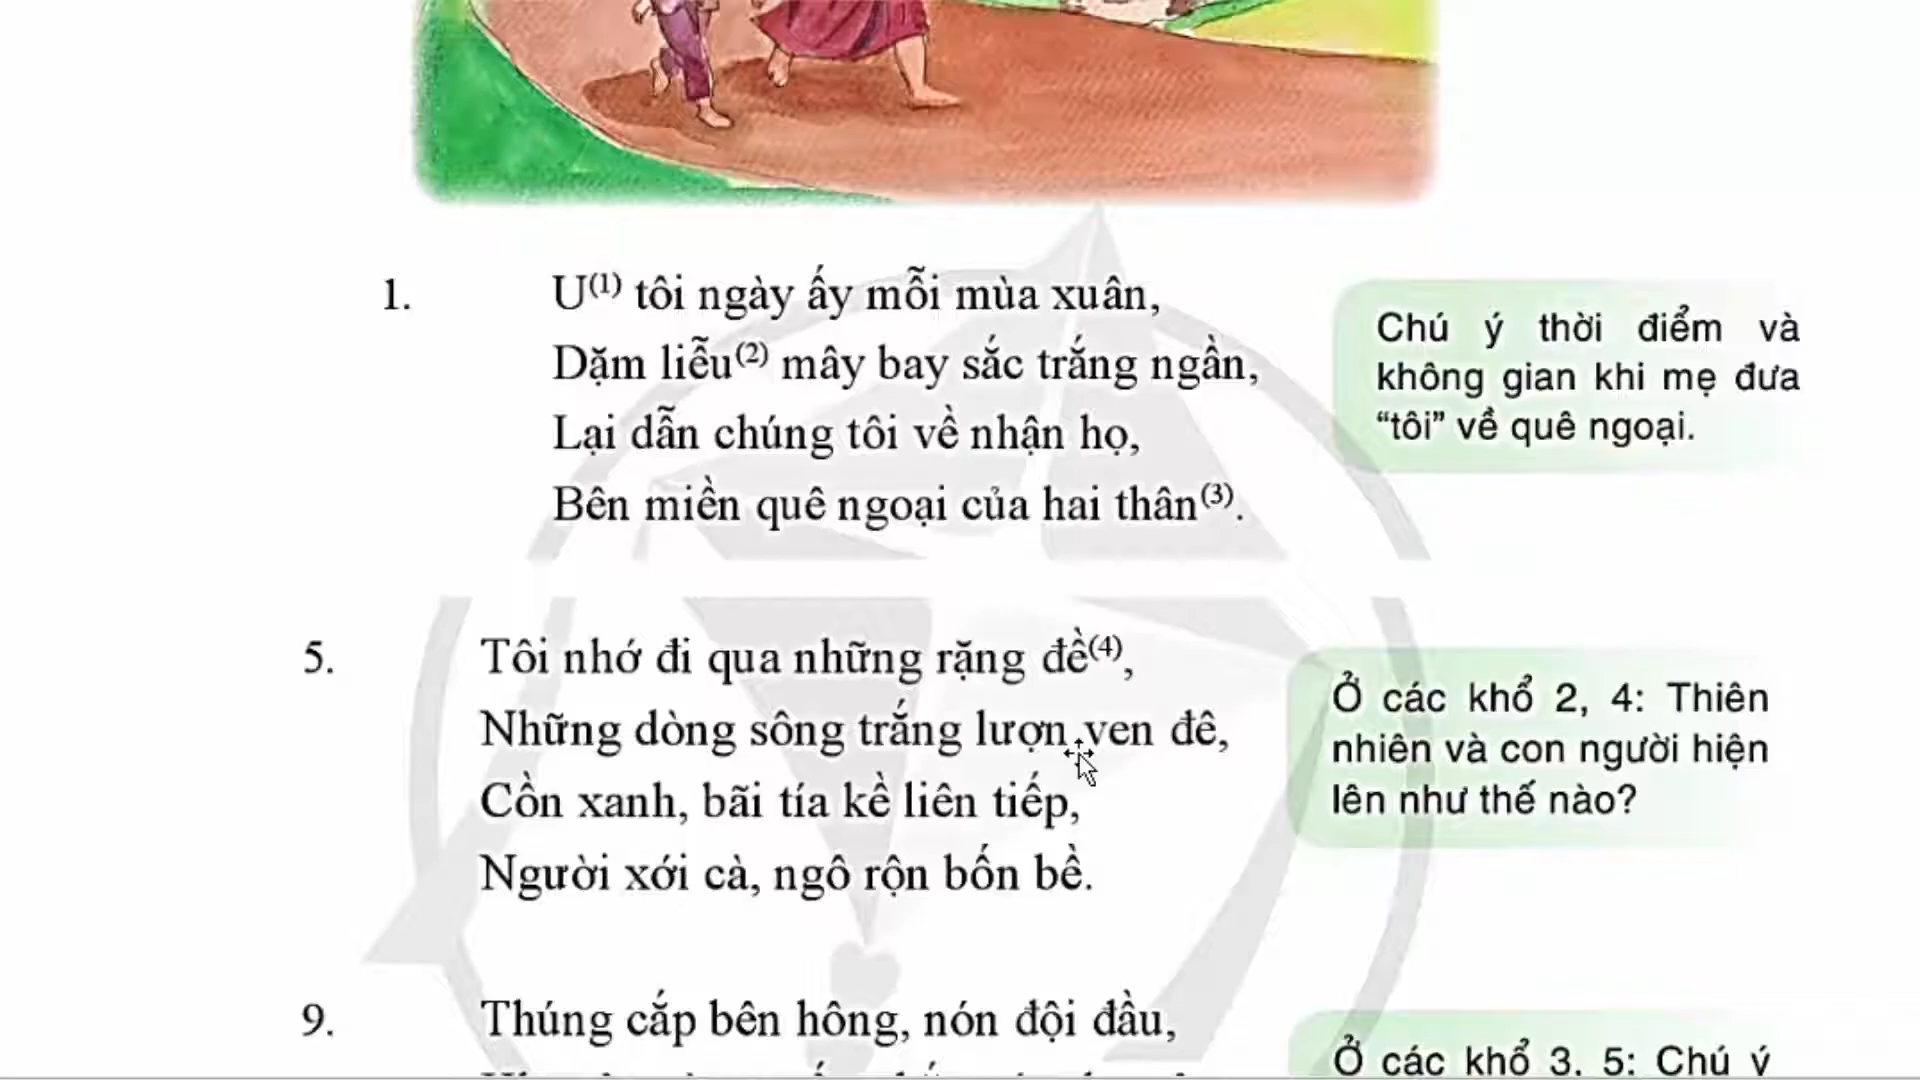 1. U(1) tôi ngày ấy mỗi mùa xuân,
Dặm liễu(2) mây bay sắc trắng ngần,
Lại dẫn chúng tôi về nhận họ,
Bên miền quê ngoại của hai thân(3).
Chú ý thời điểm và
không gian khi mẹ đưa
“tôi” về quê ngoại.
5. Tôi nhớ đi qua những rặng đề(4),
Những dòng sông trắng lượn ven đê,
Cồn xanh, bãi tía kề liên tiếp,
Người xới cà, ngô rộn bốn bề.
Ở các khổ 2, 4: Thiên
nhiên và con người hiện
lên như thế nào?
9. Thúng cắp bên hông, nón đội đầu,
Ở các khổ 3, 5: Chú ý